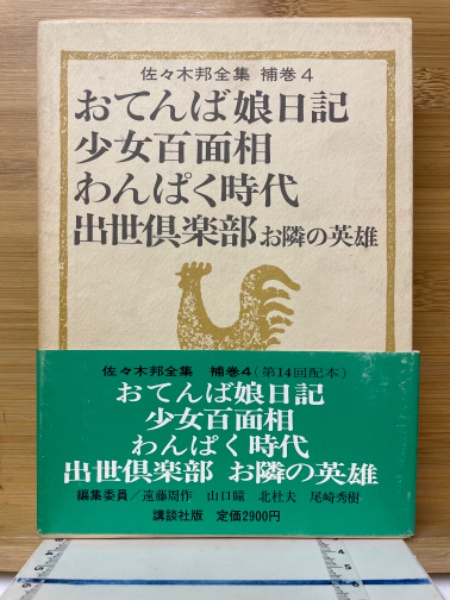 佐々木邦全集 補巻4
おてんば娘日記
少女百面相
わんぱく時代
出世倶楽部 お隣の英雄
佐々木邦全集 補巻4(第14回配本)
おてんば娘日記
少女百面相
わんぱく時代
出世倶楽部 お隣の英雄
編集委員/遠藤周作 山口瞳 北杜夫 尾崎秀樹
講談社版 定価2900円